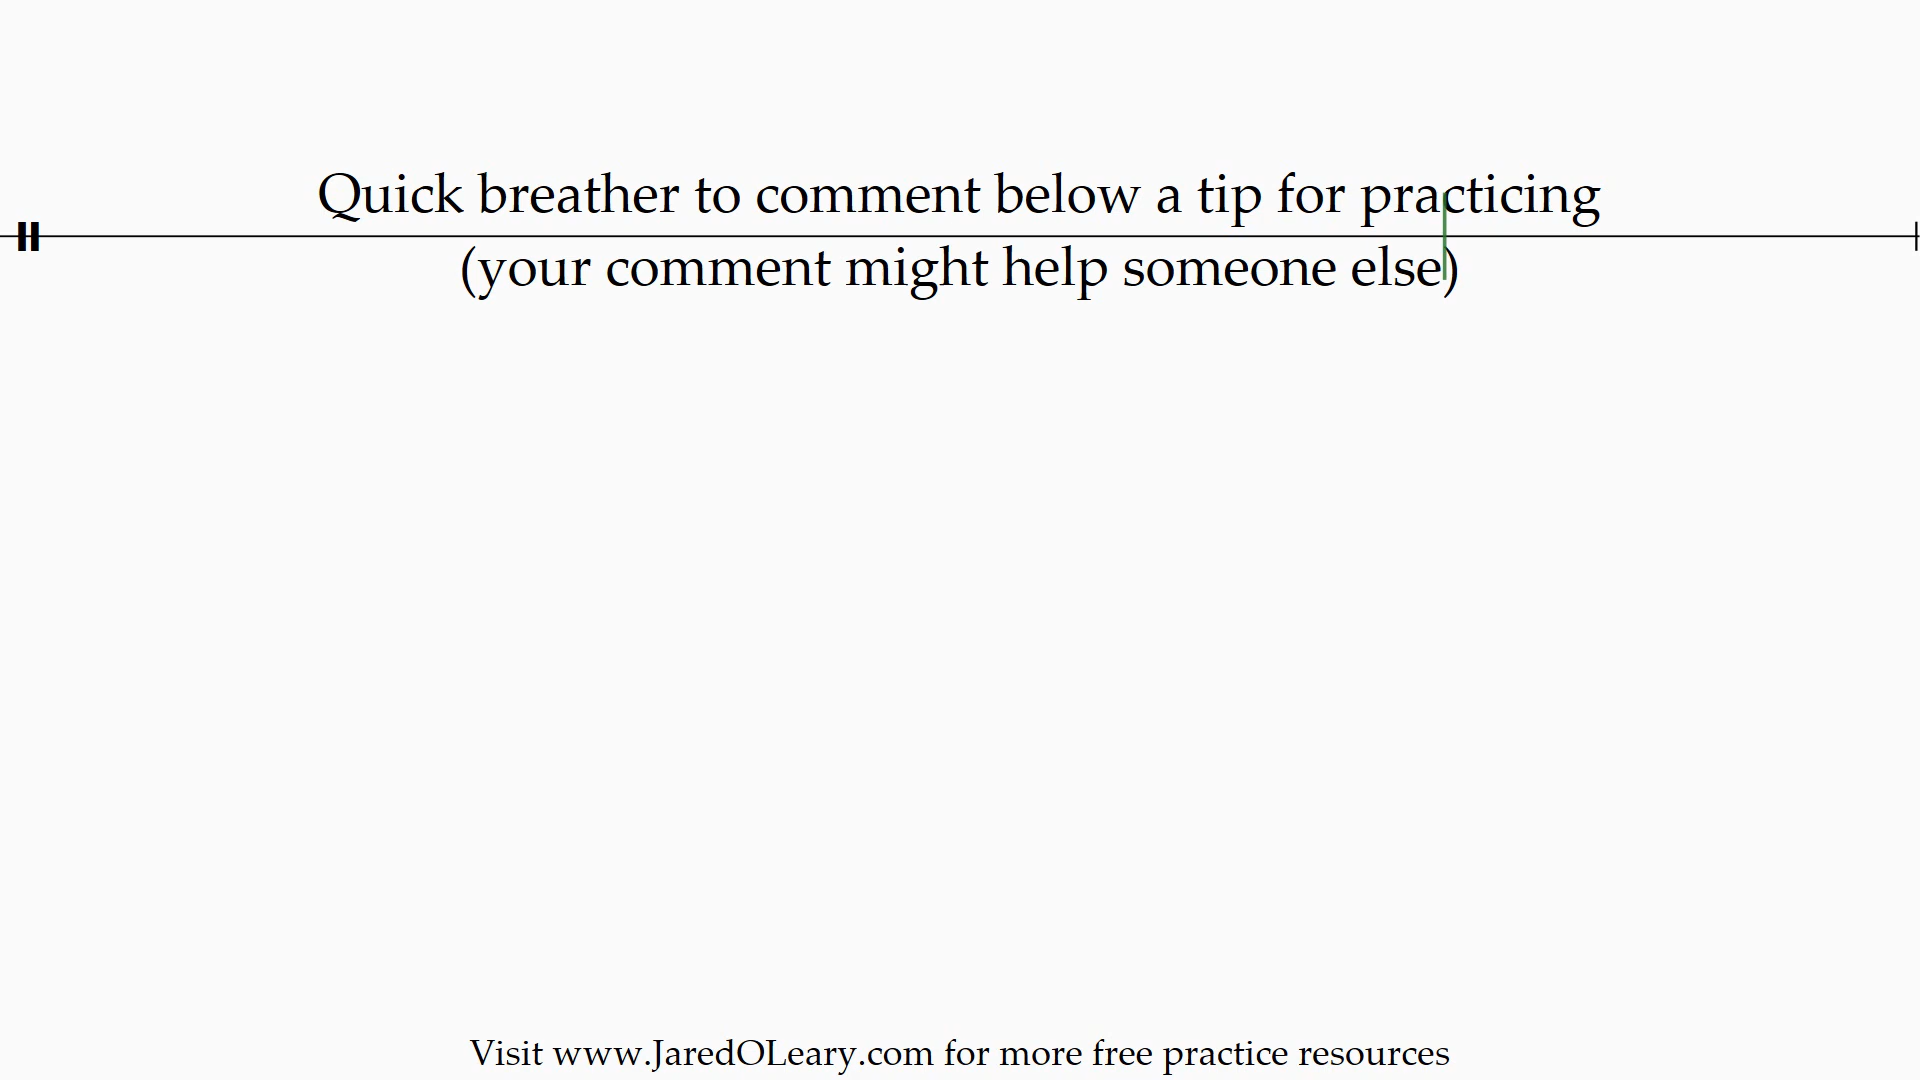 Quick breather to comment below a tip for practicing
(your comment might help someone else)
Visit www.JaredOLeary.com for more free practice resources